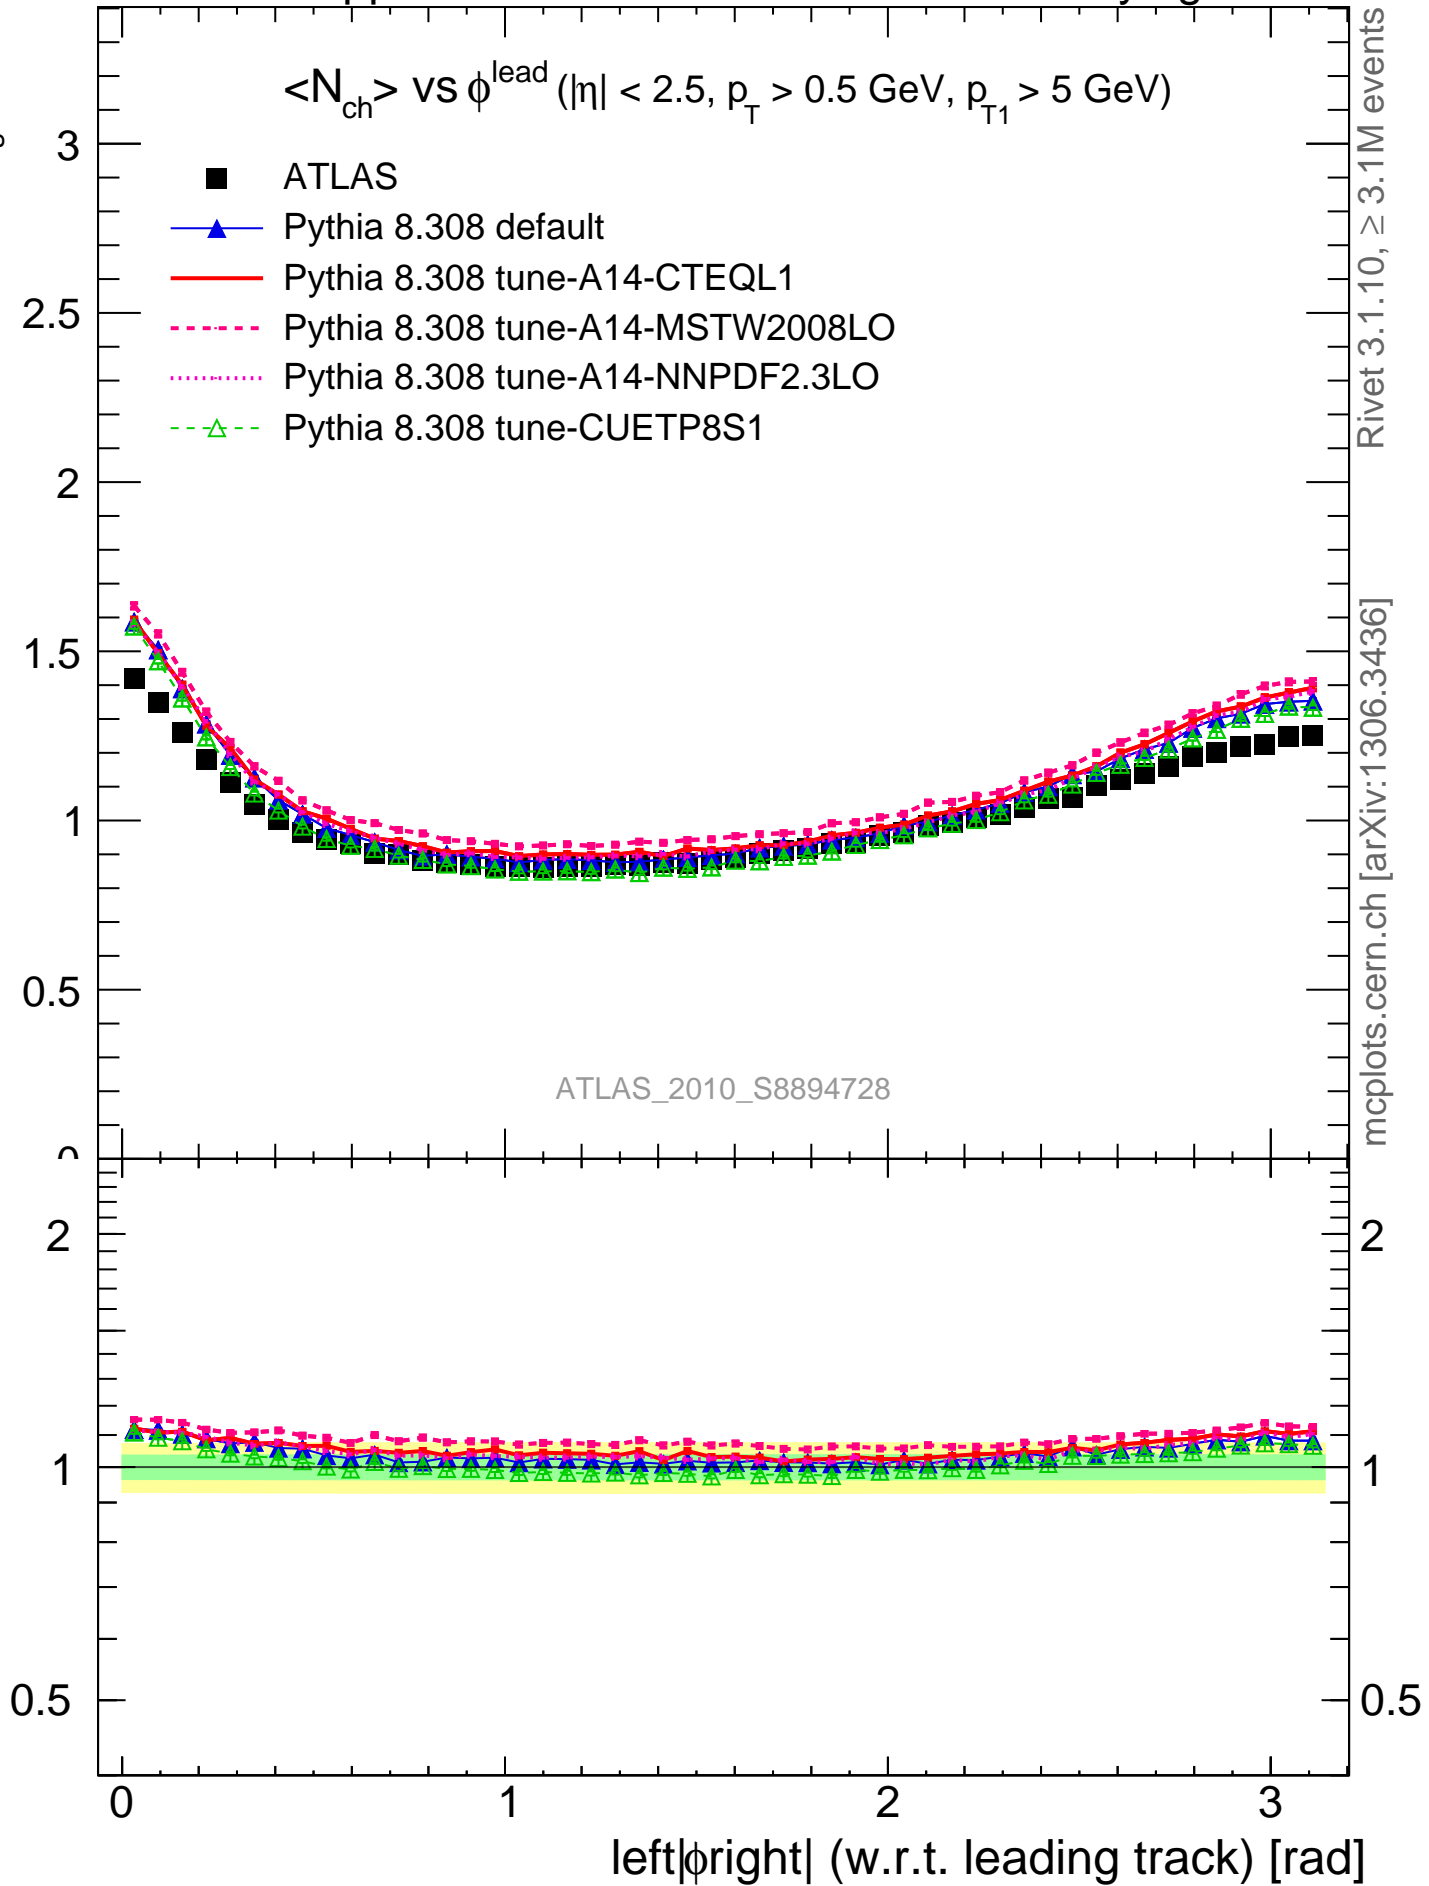 <N_ch> vs ϕ^lead (|η| < 2.5, p_T > 0.5 GeV, p_T1 > 5 GeV)
ATLAS
Pythia 8.308 default
Pythia 8.308 tune-A14-CTEQL1
Pythia 8.308 tune-A14-MSTW2008LO
Pythia 8.308 tune-A14-NNPDF2.3LO
Pythia 8.308 tune-CUETP8S1
3
2.5
2
1.5
1
0.5
0
ATLAS_2010_S8894728
Rivet 3.1.10, ≥ 3.1M events
mcplots.cern.ch [arXiv:1306.3436]
2
1
0.5
2
1
0.5
0 1 2 3
left|ϕright| (w.r.t. leading track) [rad]